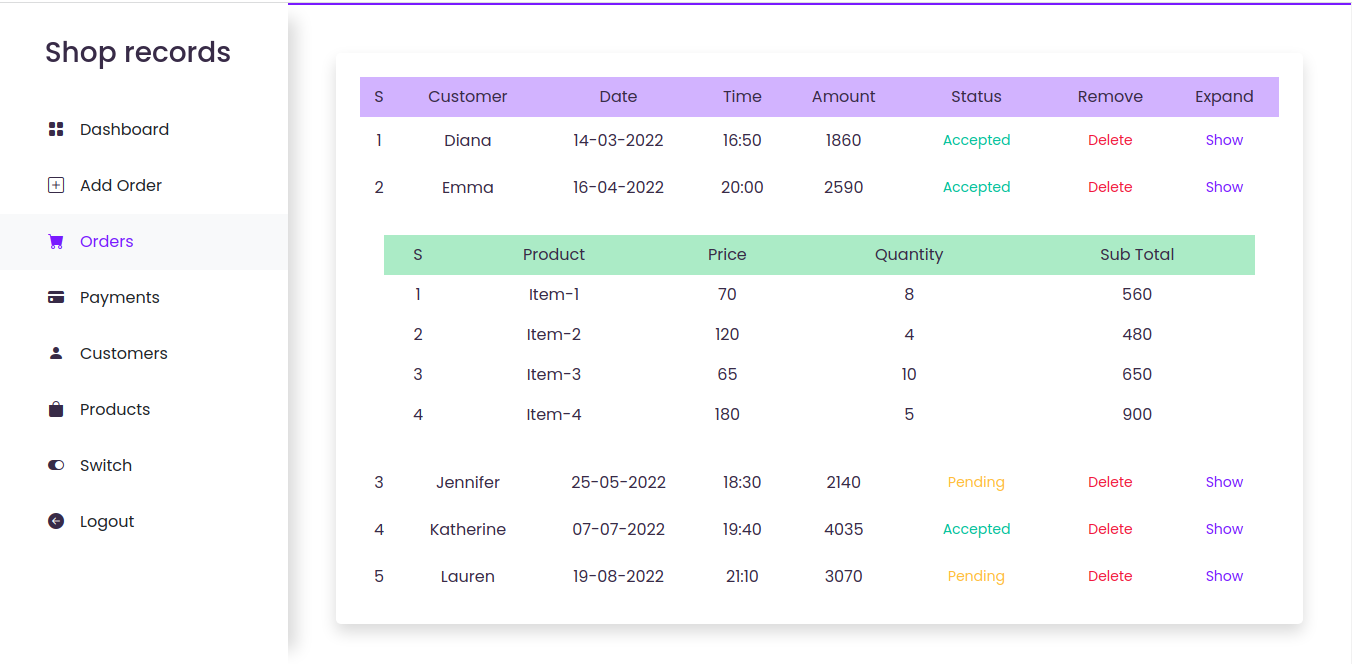 Shop records
Dashboard
Add Order
Orders
Payments
Customers
Products
Switch
Logout
S Customer Date Time Amount Status Remove Expand
1 Diana 14-03-2022 16:50 1860 Accepted Delete Show
2 Emma 16-04-2022 20:00 2590 Accepted Delete Show
S Product Price Quantity Sub Total
1 Item-1 70 8 560
2 Item-2 120 4 480
3 Item-3 65 10 650
4 Item-4 180 5 900
3 Jennifer 25-05-2022 18:30 2140 Pending Delete Show
4 Katherine 07-07-2022 19:40 4035 Accepted Delete Show
5 Lauren 19-08-2022 21:10 3070 Pending Delete Show